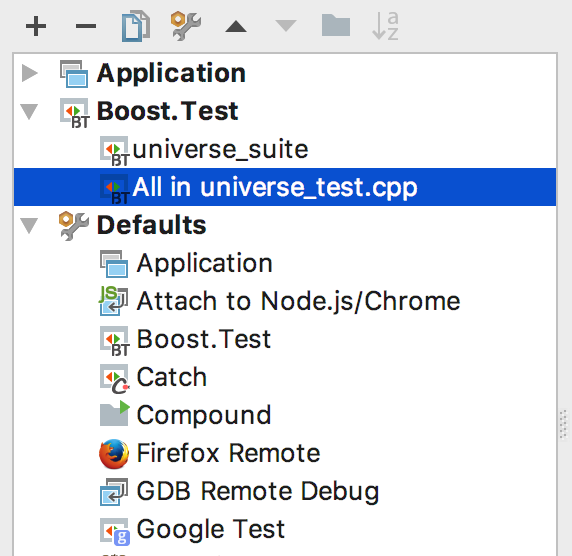 Application
Boost.Test
universe_suite
All in universe_test.cpp
Defaults
Application
Attach to Node.js/Chrome
Boost.Test
Catch
Compound
Firefox Remote
GDB Remote Debug
Google Test